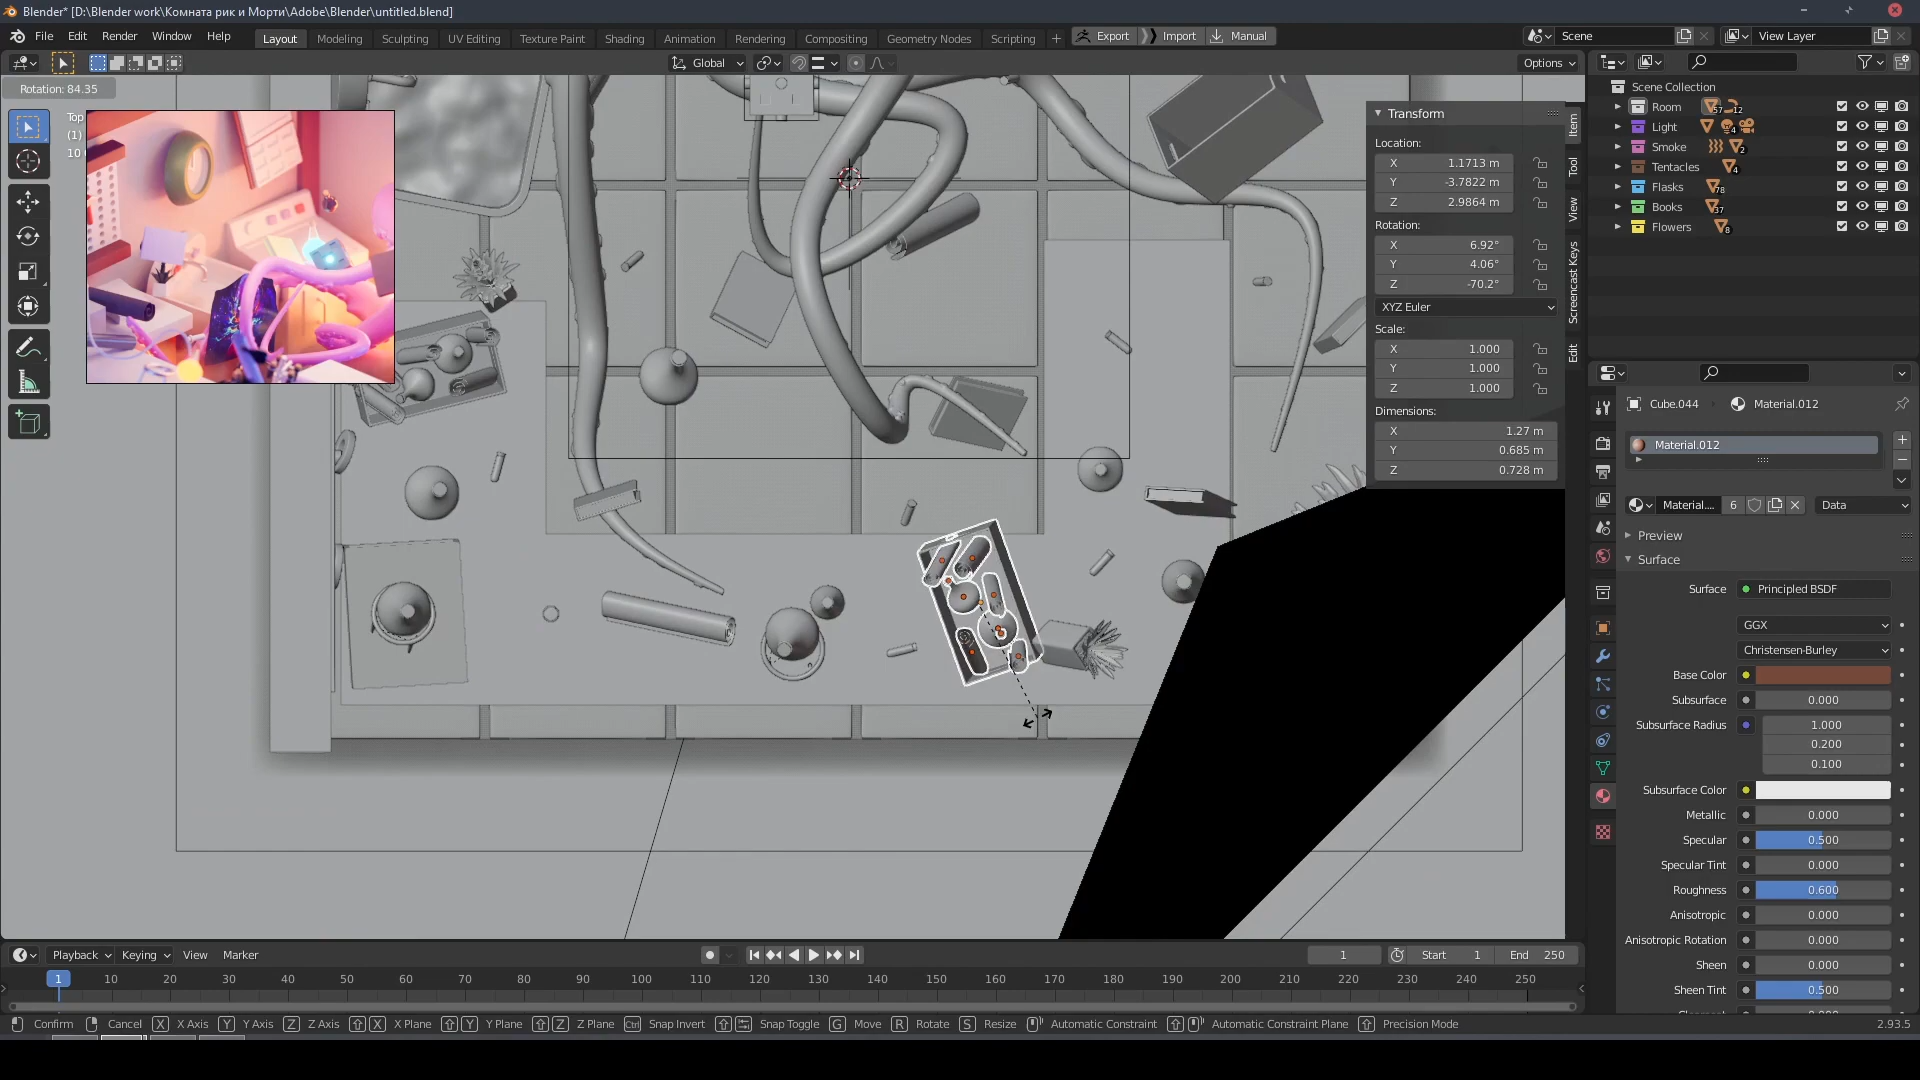 Blender* [D:\Blender work\Комната рик и Морти\Adobe\Blender\untitled.blend]
File Edit Render Window Help
Layout Modeling Sculpting UV Editing Texture Paint Shading Animation Rendering Compositing Geometry Nodes Scripting +
Export Import Manual
Scene
View Layer
Global
Options
Rotation: 84.35
Top
(1)
10
Transform
Location:
X 1.1713 m
Y -3.7822 m
Z 2.9864 m
Rotation:
X 6.92°
Y 4.06°
Z -70.2°
XYZ Euler
Scale:
X 1.000
Y 1.000
Z 1.000
Dimensions:
X 1.27 m
Y 0.685 m
Z 0.728 m
Item
Tool
View
Screencast Keys
Edit
Scene Collection
Room 57 12
Light 4
Smoke 2
Tentacles 4
Flasks 78
Books 37
Flowers 8
Cube.044 Material.012
Material.012
Material.... 6 Data
Preview
Surface
Surface Principled BSDF
GGX
Christensen-Burley
Base Color
Subsurface 0.000
Subsurface Radius 1.000
0.200
0.100
Subsurface Color
Metallic 0.000
Specular 0.500
Specular Tint 0.000
Roughness 0.600
Anisotropic 0.000
Anisotropic Rotation 0.000
Sheen 0.000
Sheen Tint 0.500
Playback Keying View Marker
1 Start 1 End 250
1 10 20 30 40 50 60 70 80 90 100 110 120 130 140 150 160 170 180 190 200 210 220 230 240 250
Confirm Cancel X X Axis Y Y Axis Z Z Axis X X Plane Y Y Plane Z Z Plane Ctrl Snap Invert Snap Toggle G Move R Rotate S Resize Automatic Constraint Automatic Constraint Plane Precision Mode
2.93.5